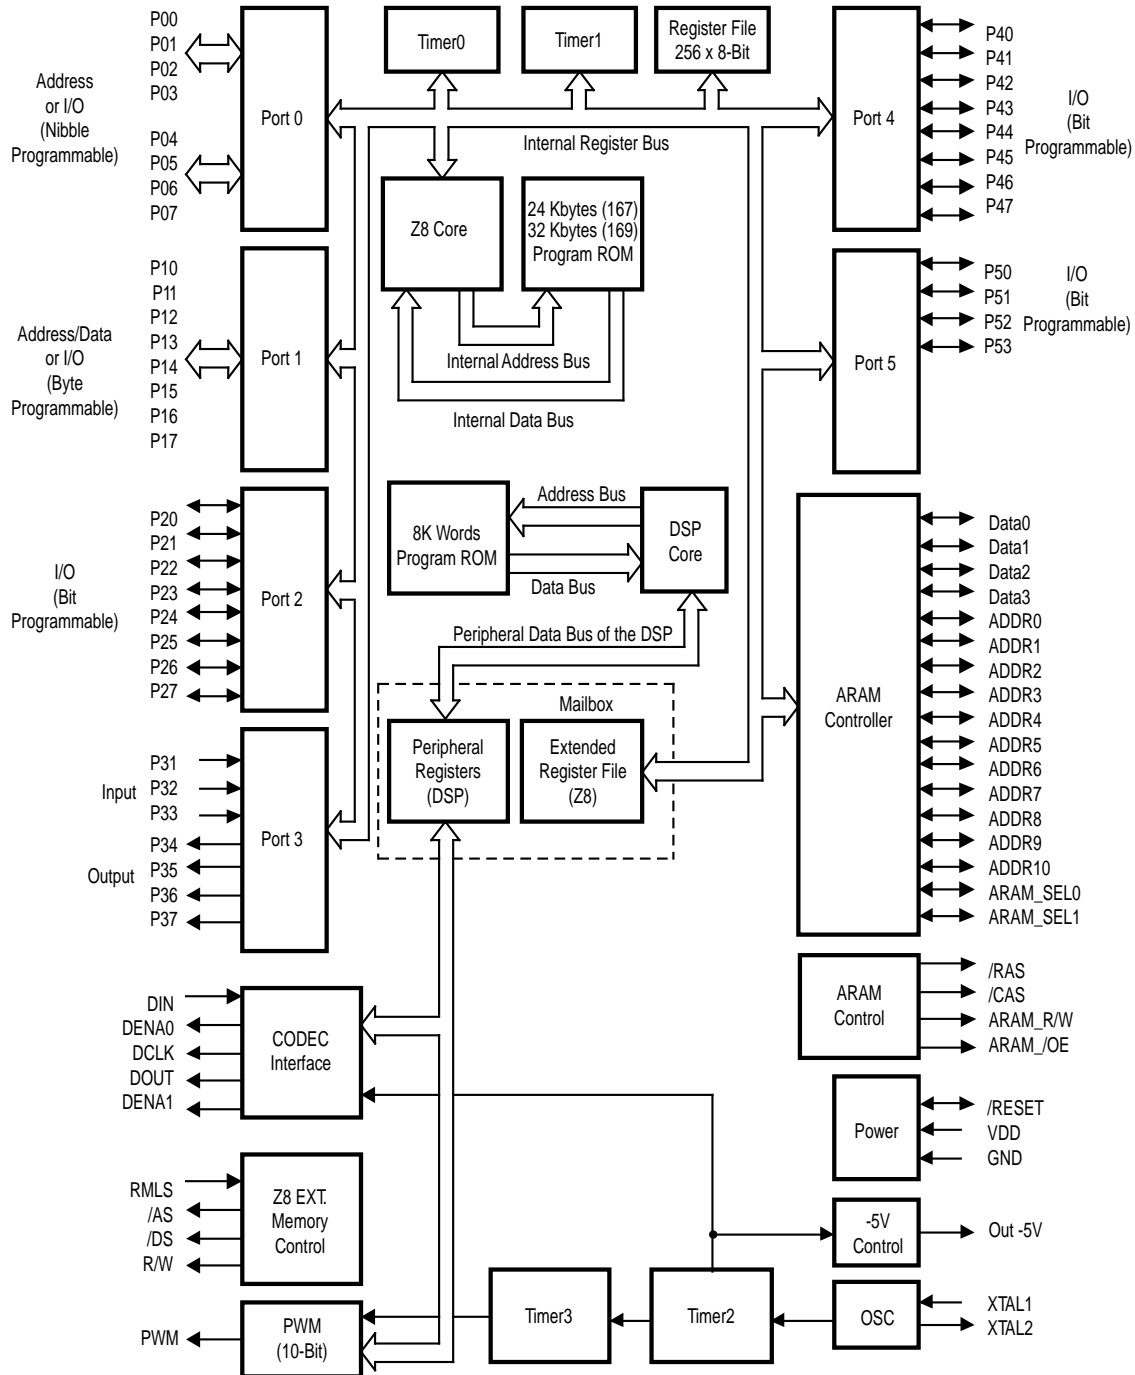 P00
P01
P02
P03
Address
or I/O
(Nibble
Programmable)
P04
P05
P06
P07
Port 0
Timer0
Timer1
Register File
256 x 8-Bit
Internal Register Bus
Port 4
P40
P41
P42
P43
P44
P45
P46
P47
I/O
(Bit
Programmable)
Z8 Core
24 Kbytes (167)
32 Kbytes (169)
Program ROM
Internal Address Bus
Internal Data Bus
P10
P11
P12
P13
P14
P15
P16
P17
Address/Data
or I/O
(Byte
Programmable)
Port 1
Port 5
P50
P51
P52
P53
I/O
(Bit
Programmable)
P20
P21
P22
P23
P24
P25
P26
P27
I/O
(Bit
Programmable)
Port 2
8K Words
Program ROM
Address Bus
Data Bus
DSP
Core
Peripheral Data Bus of the DSP
Mailbox
Peripheral
Registers
(DSP)
Extended
Register File
(Z8)
ARAM
Controller
Data0
Data1
Data2
Data3
ADDR0
ADDR1
ADDR2
ADDR3
ADDR4
ADDR5
ADDR6
ADDR7
ADDR8
ADDR9
ADDR10
ARAM_SEL0
ARAM_SEL1
Input
P31
P32
P33
Output
P34
P35
P36
P37
Port 3
ARAM
Control
/RAS
/CAS
ARAM_R/W
ARAM_/OE
DIN
DENA0
DCLK
DOUT
DENA1
CODEC
Interface
Power
/RESET
VDD
GND
RMLS
/AS
/DS
R/W
Z8 EXT.
Memory
Control
-5V
Control
Out -5V
PWM
PWM
(10-Bit)
Timer3
Timer2
OSC
XTAL1
XTAL2